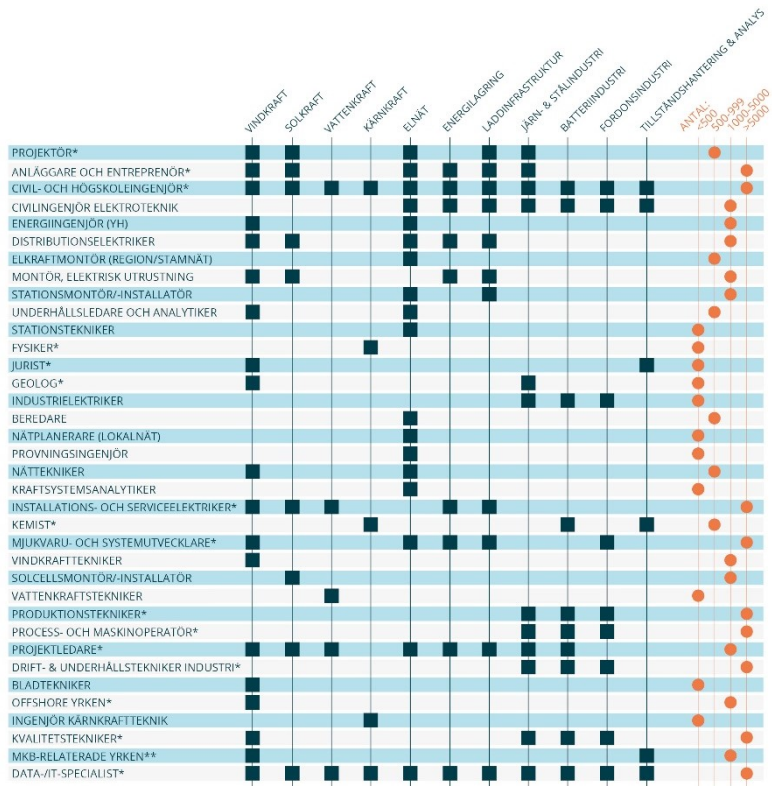 VINDKRAFT
SOLKRAFT
VATTENKRAFT
KÄRNKRAFT
ELNÄT
ENERGILAGRING
LADDINFRASTRUKTUR
JÄRN- & STÅLINDUSTRI
BATTERIINDUSTRI
FORDONSINDUSTRI
TILLSTÅNDSHANTERING & ANALYS
ANTAL:
<500
500-999
1000-5000
>5000
PROJEKTÖR*
ANLÄGGARE OCH ENTREPRENÖR*
CIVIL- OCH HÖGSKOLEINGENJÖR*
CIVILINGENJÖR ELEKTROTEKNIK
ENERGIINGENJÖR (YH)
DISTRIBUTIONSELEKTRIKER
ELKRAFTMONTÖR (REGION/STAMNÄT)
MONTÖR, ELEKTRISK UTRUSTNING
STATIONSMONTÖR/-INSTALLATÖR
UNDERHÅLLSLEDARE OCH ANALYTIKER
STATIONSTEKNIKER
FYSIKER*
JURIST*
GEOLOG*
INDUSTRIELEKTRIKER
BEREDARE
NÄTPLANERARE (LOKALNÄT)
PROVNINGSINGENJÖR
NÄTTEKNIKER
KRAFTSYSTEMSANALYTIKER
INSTALLATIONS- OCH SERVICEELEKTRIKER*
KEMIST*
MJUKVARU- OCH SYSTEMUTVECKLARE*
VINDKRAFTTEKNIKER
SOLCELLSMONTÖR/-INSTALLATÖR
VATTENKRAFTSTEKNIKER
PRODUKTIONSTEKNIKER*
PROCESS- OCH MASKINOPERATÖR*
PROJEKTLEDARE*
DRIFT- & UNDERHÅLLSTEKNIKER INDUSTRI*
BLADTEKNIKER
OFFSHORE YRKEN*
INGENJÖR KÄRNKRAFTTEKNIK
KVALITETSTEKNIKER*
MKB-RELATERADE YRKEN**
DATA-/IT-SPECIALIST*